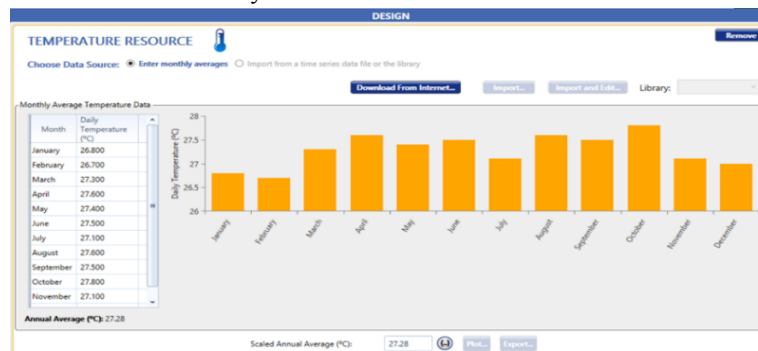 DESIGN
TEMPERATURE RESOURCE
Remove
Choose Data Source: Enter monthly averages Import from a time series data file or the library
Download From Internet... Import... Import and Edit... Library:
Monthly Average Temperature Data
Month Daily Temperature (°C)
January 26.800
February 26.700
March 27.300
April 27.600
May 27.400
June 27.500
July 27.100
August 27.600
September 27.500
October 27.800
November 27.100
Daily Temperature (°C)
28
27.5
27
26.5
26
January February March April May June July August September October November December
Annual Average (°C): 27.28
Scaled Annual Average (°C): 27.28 {..} Plot... Export...